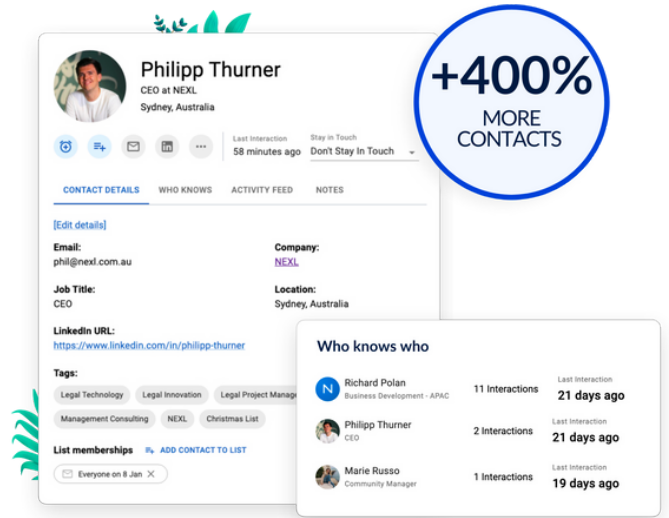 Philipp Thurner
CEO at NEXL
Sydney, Australia
Last Interaction
58 minutes ago
Stay in Touch
Don't Stay In Touch
CONTACT DETAILS WHO KNOWS ACTIVITY FEED NOTES
[Edit details]
Email:
phil@nexl.com.au
Company:
NEXL
Job Title:
CEO
Location:
Sydney, Australia
LinkedIn URL:
https://www.linkedin.com/in/philipp-thurner
Tags:
Legal Technology Legal Innovation Legal Project Manage
Management Consulting NEXL Christmas List
List memberships ADD CONTACT TO LIST
Everyone on 8 Jan X
+400%
MORE
CONTACTS
Who knows who
N
Richard Polan
Business Development - APAC
11 Interactions
Last Interaction
21 days ago
Philipp Thurner
CEO
2 Interactions
Last Interaction
21 days ago
Marie Russo
Community Manager
1 Interactions
Last Interaction
19 days ago